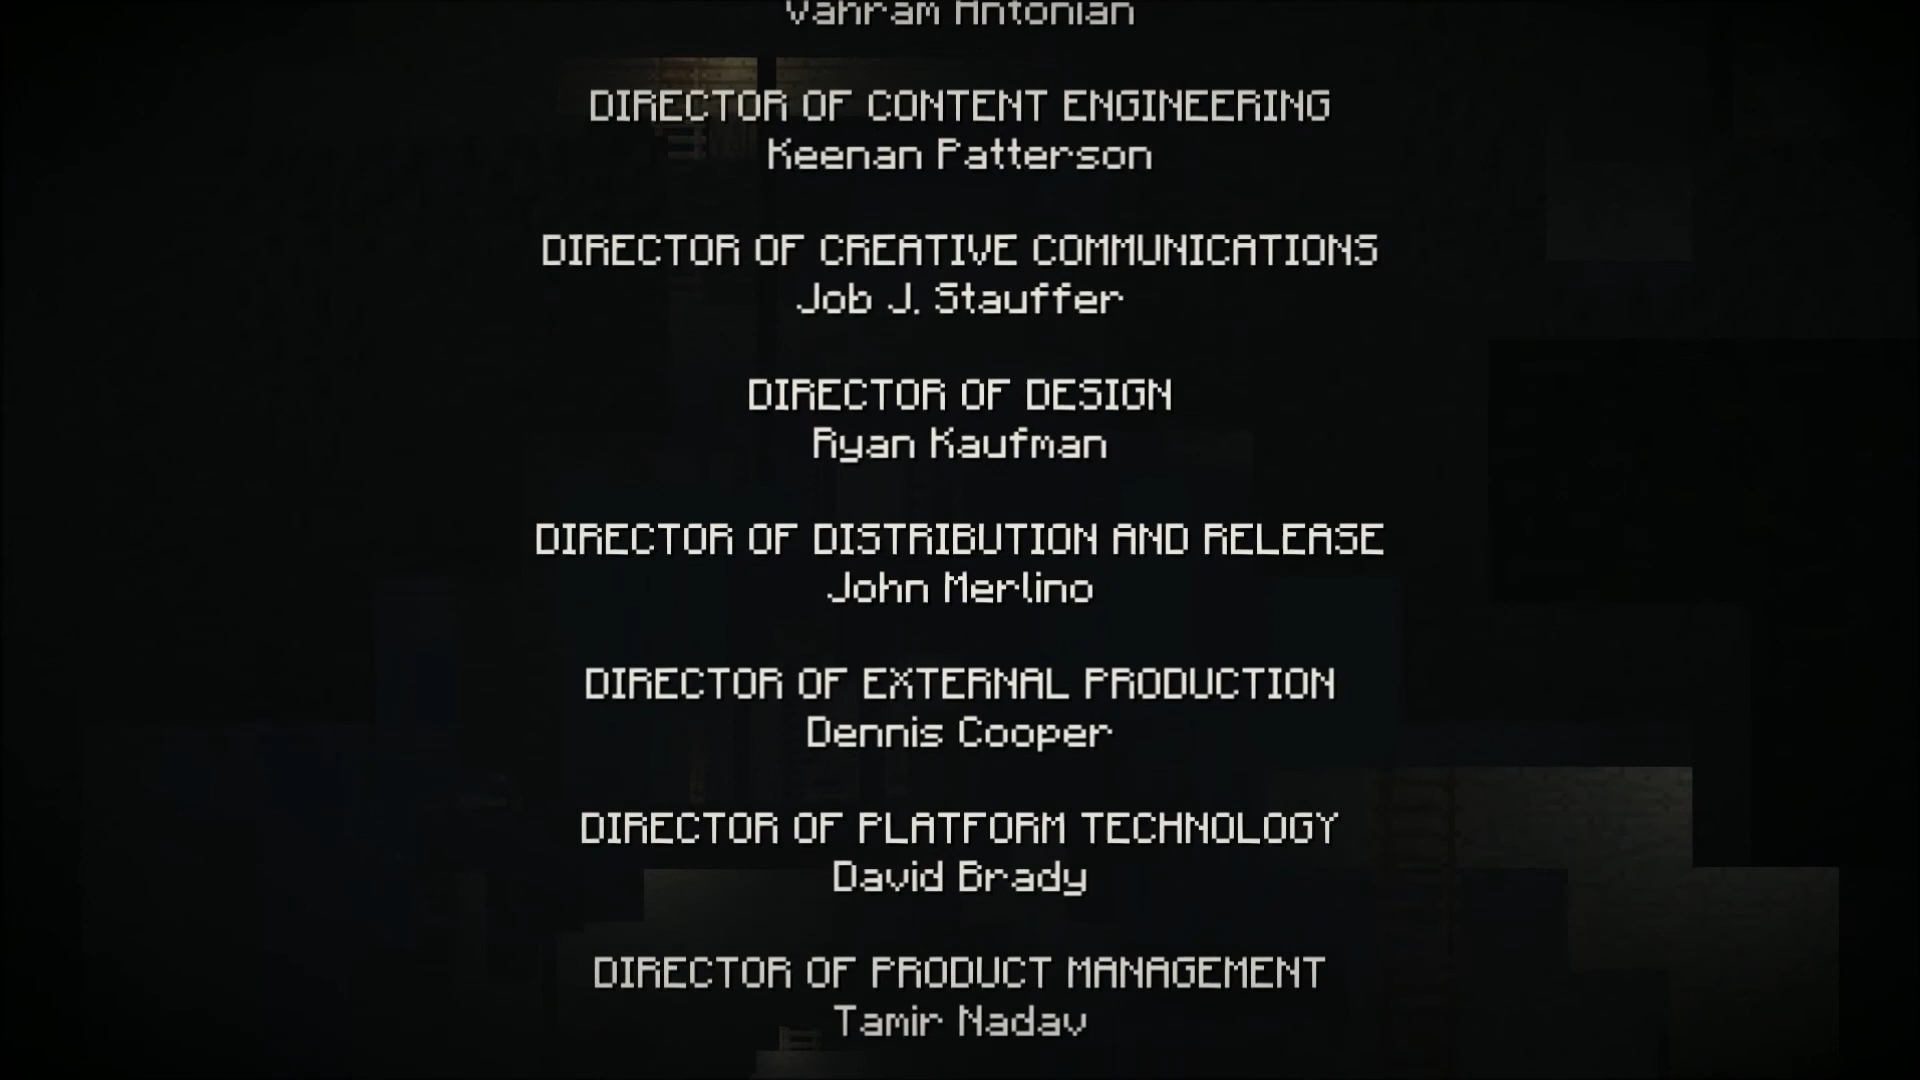 Vahram Antonian
DIRECTOR OF CONTENT ENGINEERING
Keenan Patterson
DIRECTOR OF CREATIVE COMMUNICATIONS
Job J. Stauffer
DIRECTOR OF DESIGN
Ryan Kaufman
DIRECTOR OF DISTRIBUTION AND RELEASE
John Merlino
DIRECTOR OF EXTERNAL PRODUCTION
Dennis Cooper
DIRECTOR OF PLATFORM TECHNOLOGY
David Brady
DIRECTOR OF PRODUCT MANAGEMENT
Tamir Nadav